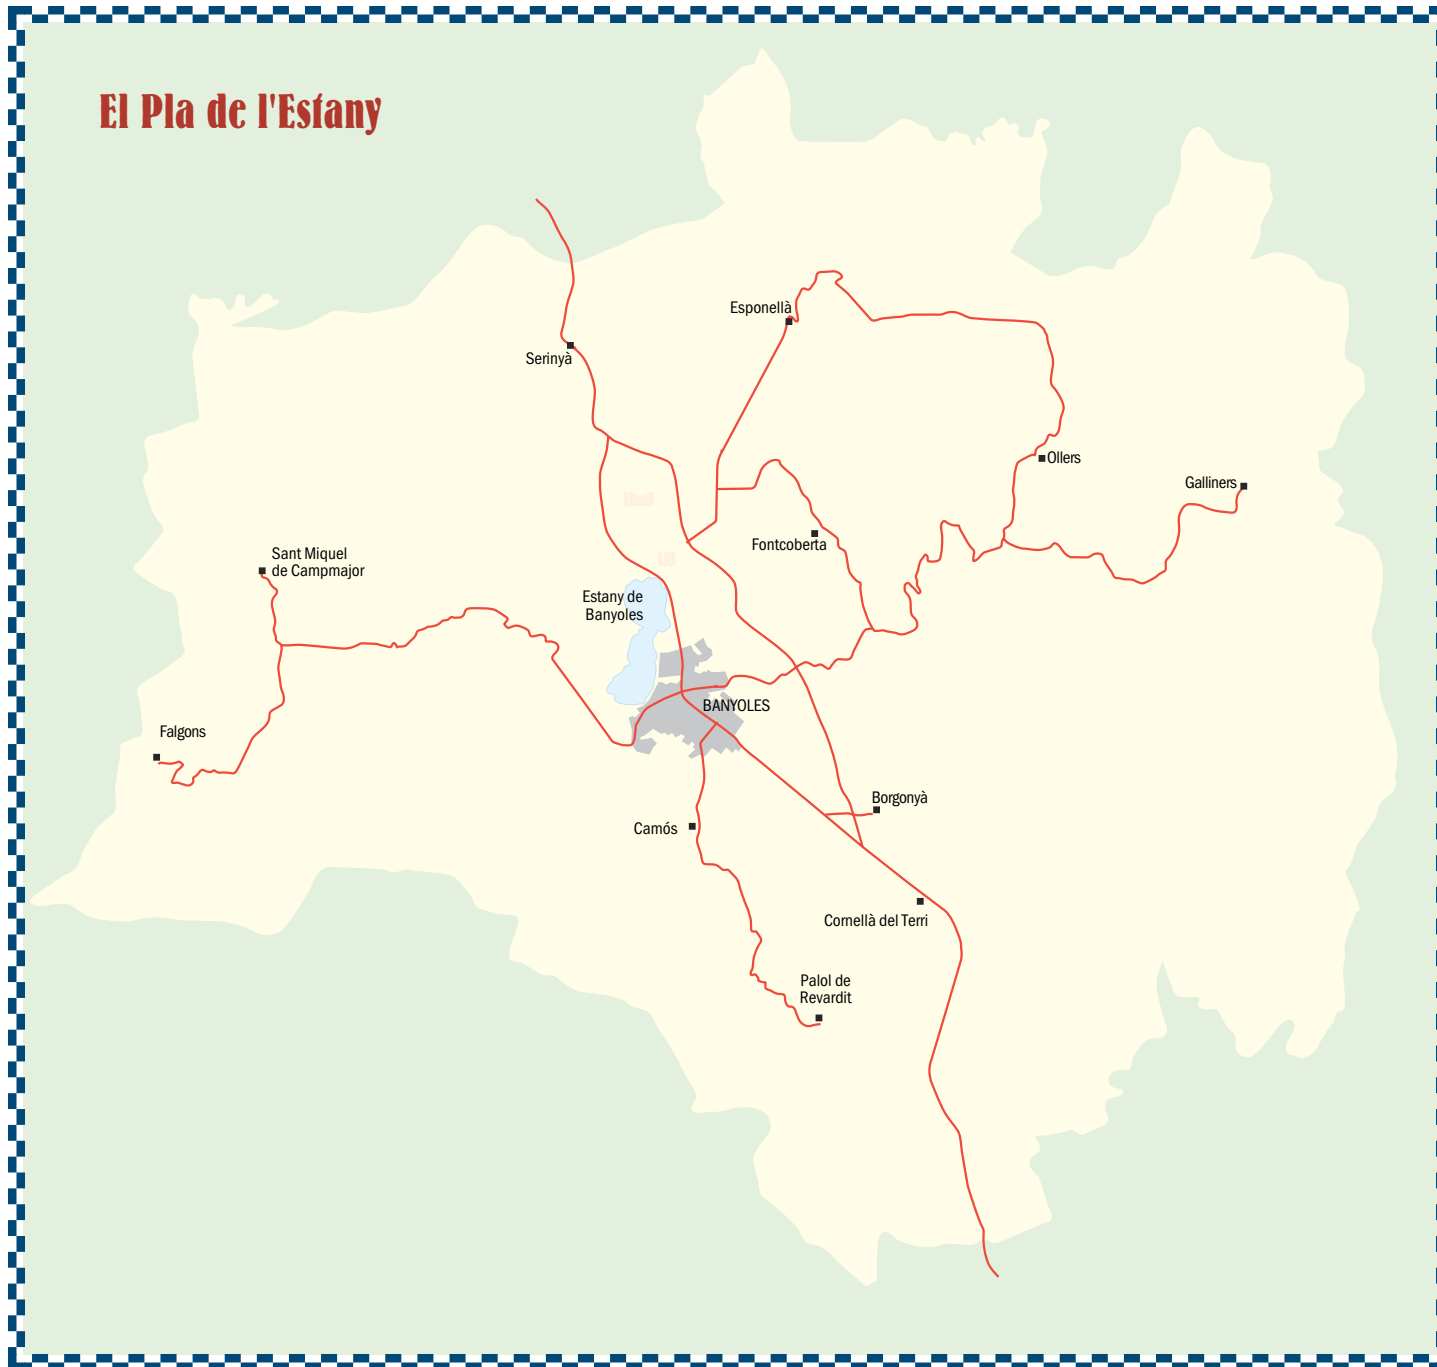 El Pla de l'Estany
Esponellà
Serinyà
Ollers
Galliners
Fontcoberta
Sant Miquel
de Campmajor
Estany de
Banyoles
BANYOLES
Falgons
Borgonyà
Camós
Cornellà del Terri
Palol de
Revardit